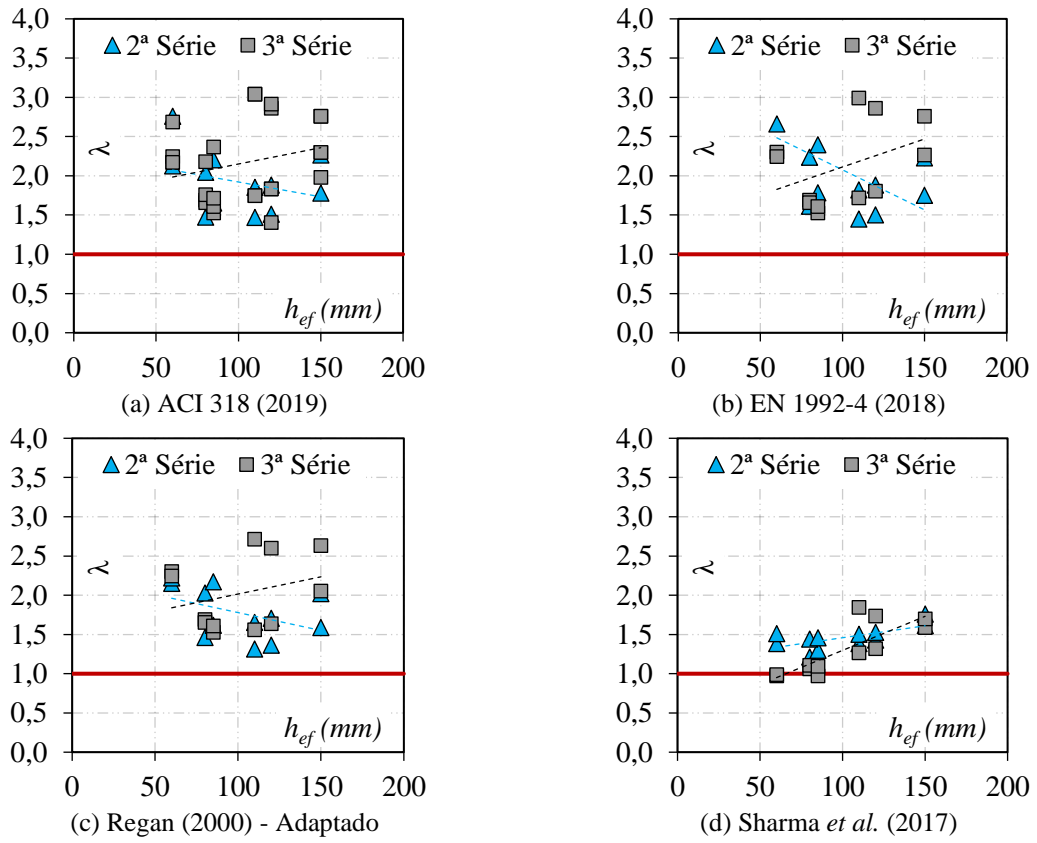 4,0
3,5
3,0
2,5
2,0
1,5
1,0
0,5
0,0
λ
2ª Série 3ª Série
h_ef (mm)
0 50 100 150 200
(a) ACI 318 (2019)
4,0
3,5
3,0
2,5
2,0
1,5
1,0
0,5
0,0
λ
2ª Série 3ª Série
h_ef (mm)
0 50 100 150 200
(b) EN 1992-4 (2018)
4,0
3,5
3,0
2,5
2,0
1,5
1,0
0,5
0,0
λ
2ª Série 3ª Série
h_ef (mm)
0 50 100 150 200
(c) Regan (2000) - Adaptado
4,0
3,5
3,0
2,5
2,0
1,5
1,0
0,5
0,0
λ
2ª Série 3ª Série
h_ef (mm)
0 50 100 150 200
(d) Sharma et al. (2017)